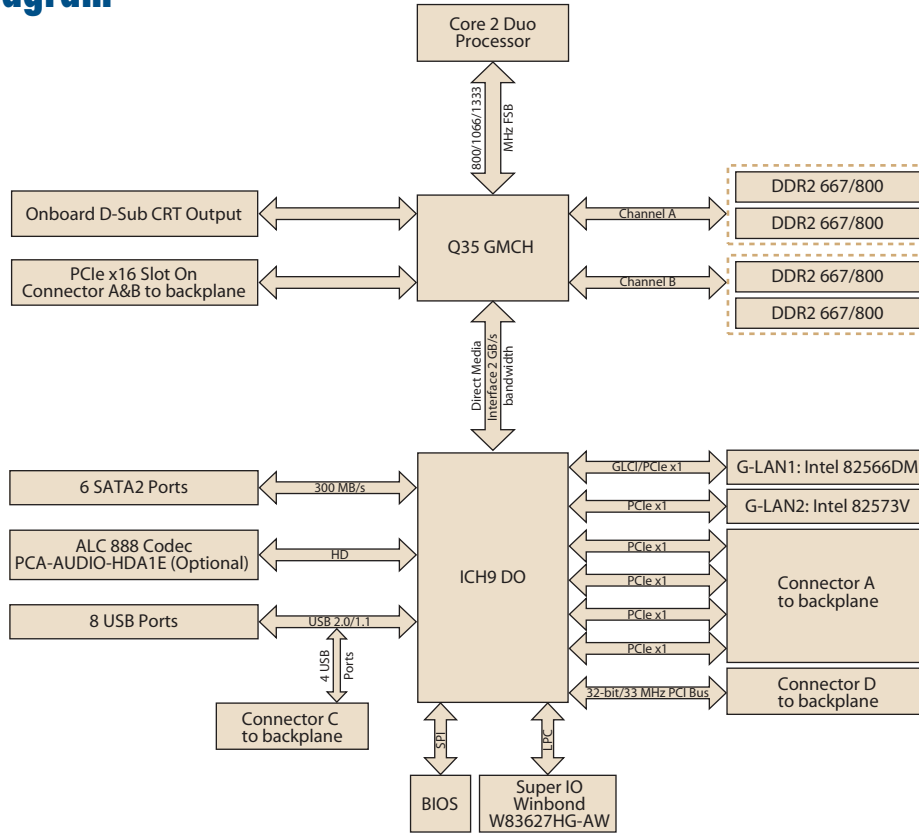 Core 2 Duo
Processor
800/1066/1333
MHz FSB
Onboard D-Sub CRT Output
PCIe x16 Slot On
Connector A&B to backplane
Q35 GMCH
Channel A
Channel B
DDR2 667/800
DDR2 667/800
DDR2 667/800
DDR2 667/800
Direct Media
Interface 2 GB/s
bandwidth
6 SATA2 Ports
300 MB/s
ALC 888 Codec
PCA-AUDIO-HDA1E (Optional)
HD
8 USB Ports
USB 2.0/1.1
4 USB
Ports
Connector C
to backplane
ICH9 DO
GLCI/PCIe x1
G-LAN1: Intel 82566DM
PCIe x1
G-LAN2: Intel 82573V
PCIe x1
PCIe x1
PCIe x1
PCIe x1
Connector A
to backplane
32-bit/33 MHz PCI Bus
Connector D
to backplane
SPI
LPC
BIOS
Super IO
Winbond
W83627HG-AW